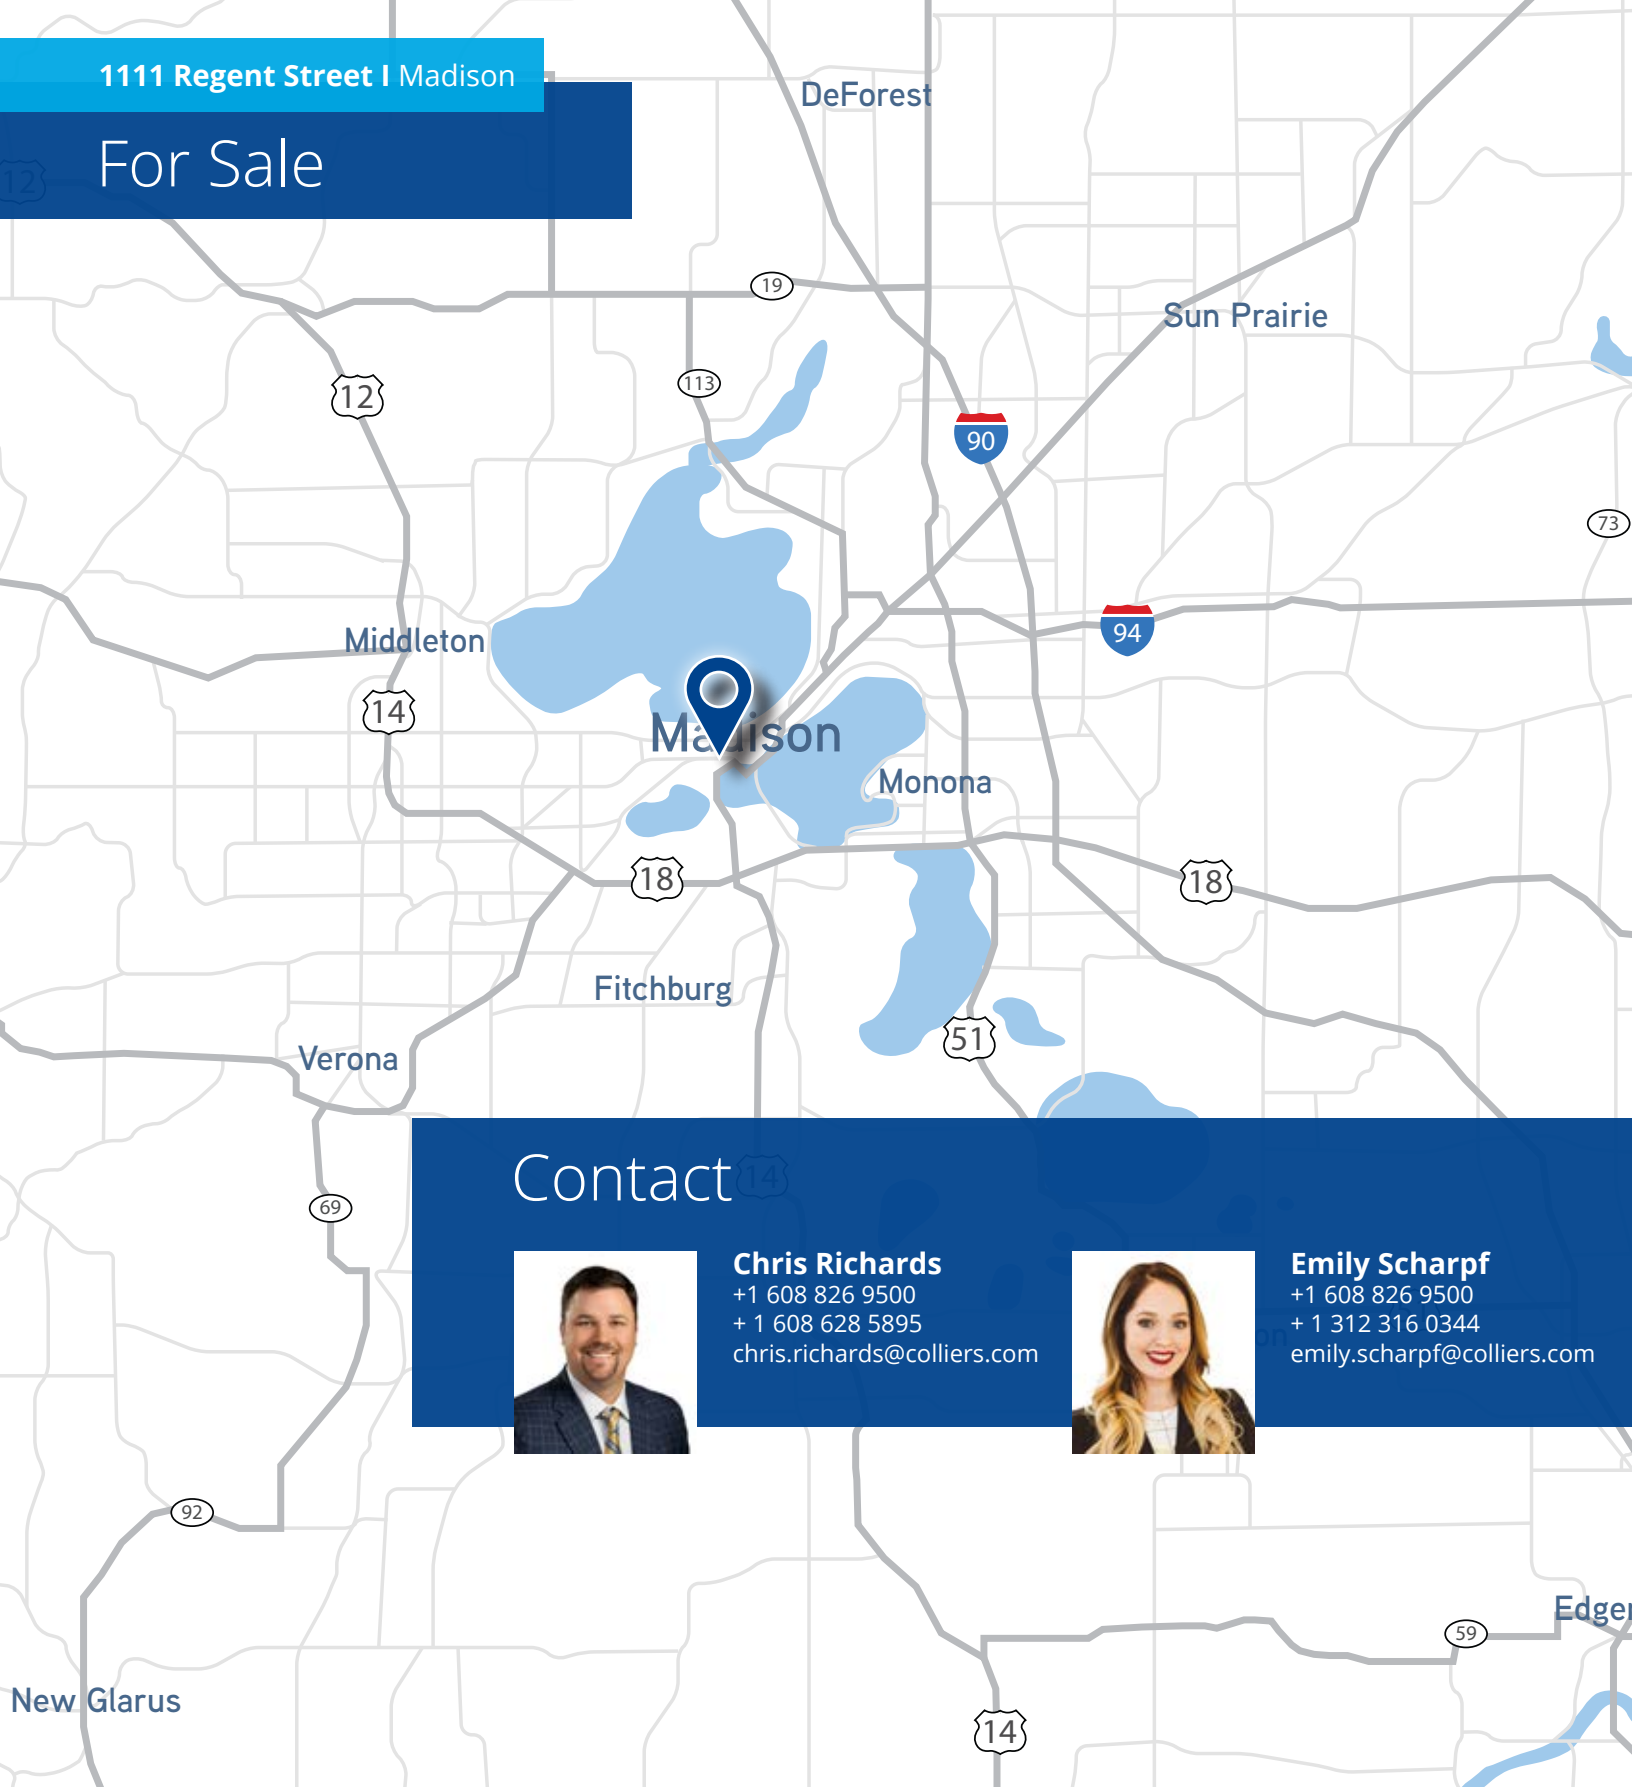 1111 Regent Street I Madison
For Sale
12
DeForest
19
Sun Prairie
12
113
90
73
Middleton
94
14
Madison
Monona
18
18
Fitchburg
51
Verona
Contact
14
69
Chris Richards
+1 608 826 9500
+ 1 608 628 5895
chris.richards@colliers.com
Emily Scharpf
+1 608 826 9500
+ 1 312 316 0344
emily.scharpf@colliers.com
92
Edger
59
New Glarus
14